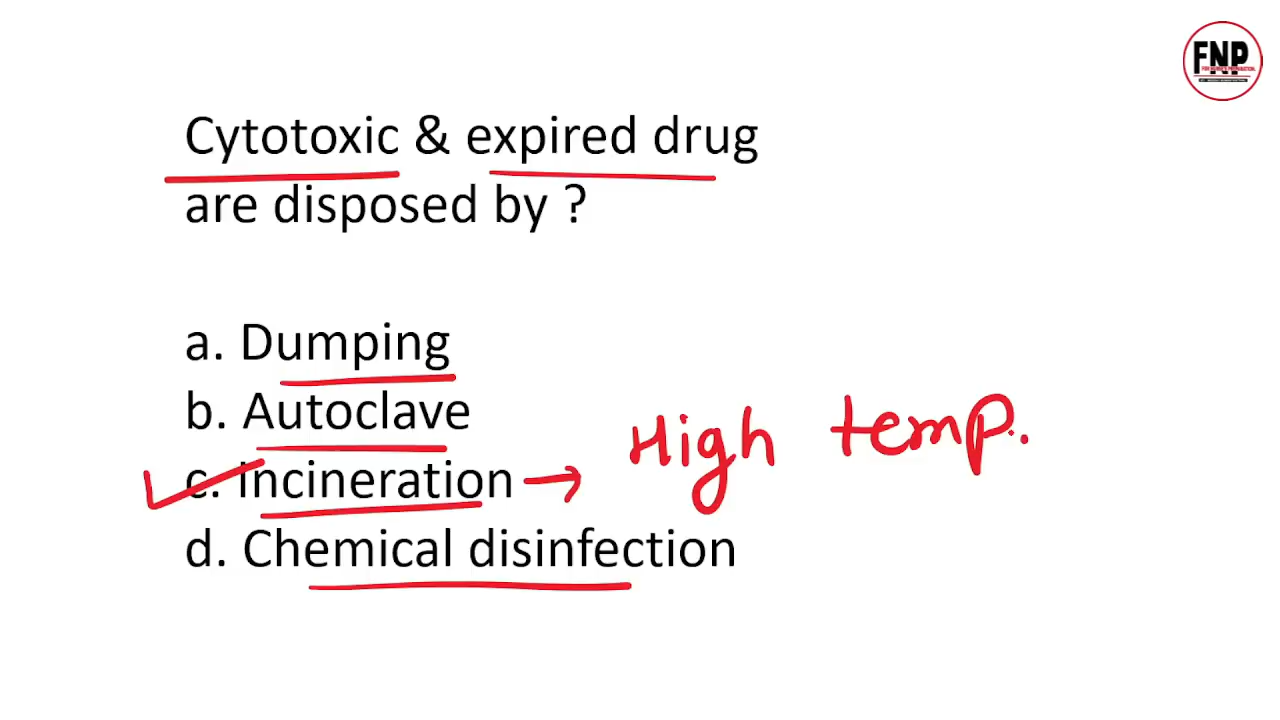 FNP
Cytotoxic & expired drug
are disposed by ?
a. Dumping
b. Autoclave
c. Incineration → High temp.
d. Chemical disinfection